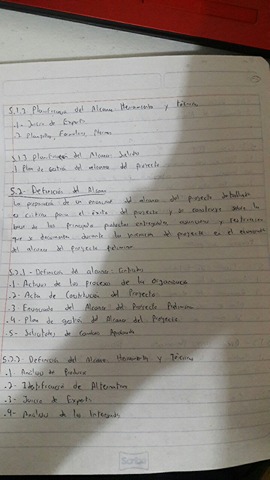 5.1.2 Planificación del Alcance: Herramientas y Técnicas
.1- Juicio de Expertos
.2 Plantillas, Formularios, Normas
5.1.3 Planificación del Alcance: Salidas
.1 Plan de Gestión del alcance del proyecto
5.2- Definición del Alcance
La preparación de un enunciado del alcance del proyecto detallado
es crítica para el éxito del proyecto y se construye sobre la
base de los principales productos entregables, asunciones y restricciones
que se documentan durante la iniciación del proyecto en el enunciado
del alcance del proyecto preliminar
5.2.1- Definición del alcance: Entradas
.1- Activos de los procesos de la Organización
.2- Acta de Constitución del Proyecto
.3 Enunciado del Alcance del Proyecto Preliminar
.4- Plan de Gestión del Alcance del Proyecto
.5- Solicitudes de Cambio Aprobadas
5.2.2- Definición del alcance: Herramientas y Técnicas
.1 Análisis del Producto
.2- Identificación de Alternativas
.3- Juicio de Expertos
.4- Análisis de los Interesados
Scribe